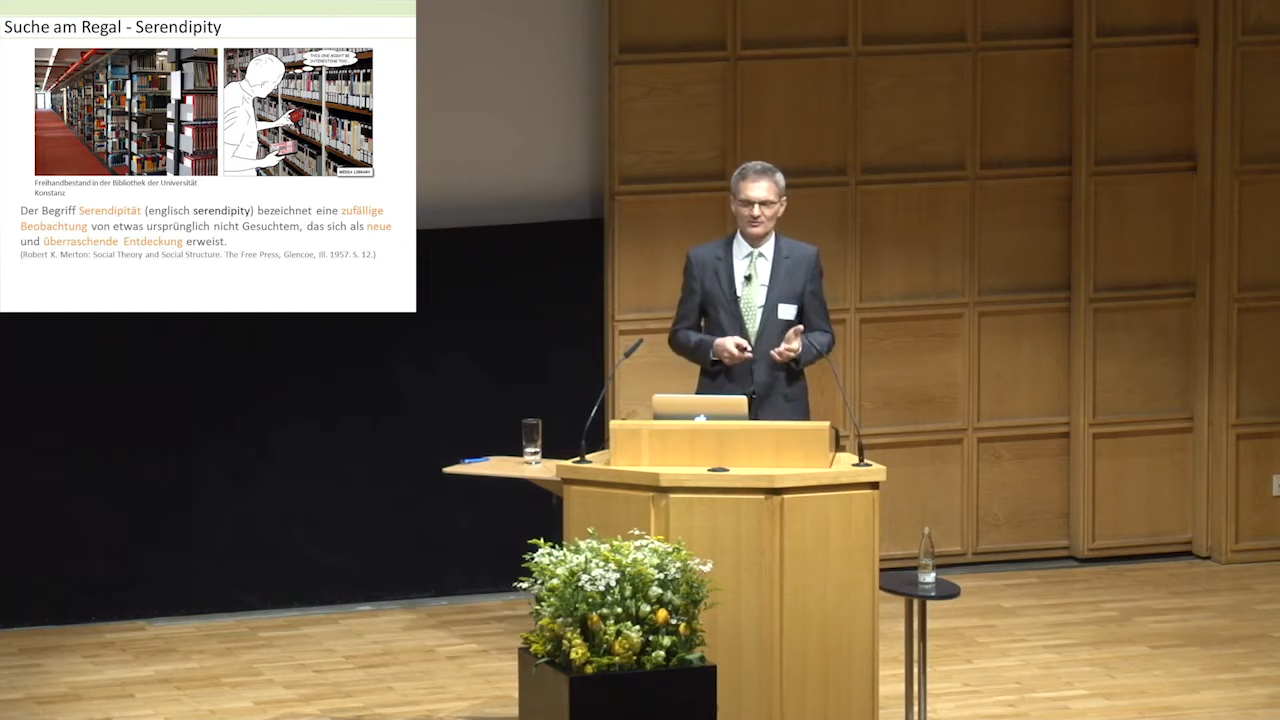 Suche am Regal - Serendipity
THIS ONE MIGHT BE
INTERESTING TOO.
MEDIA LIBRARY
Freihandbestand in der Bibliothek der Universität
Konstanz
Der Begriff Serendipität (englisch serendipity) bezeichnet eine zufällige
Beobachtung von etwas ursprünglich nicht Gesuchtem, das sich als neue
und überraschende Entdeckung erweist.
(Robert K. Merton: Social Theory and Social Structure. The Free Press, Glencoe, Ill. 1957. S. 12.)